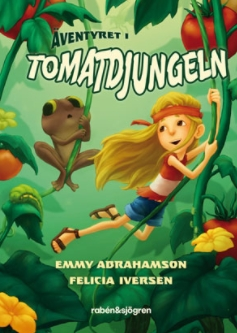 ÄVENTYRET I
TOMATDJUNGELN
EMMY ABRAHAMSON
FELICIA IVERSEN
rabén&sjögren